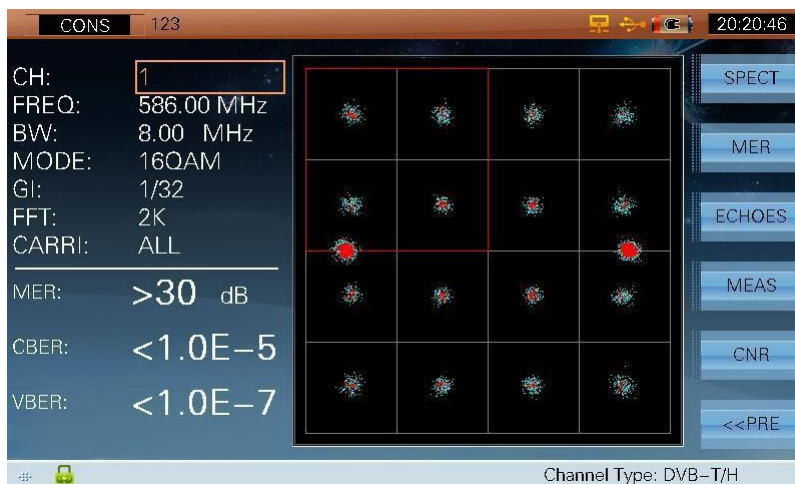 CONS 123 20:20:46
CH: 1
FREQ: 586.00 MHz
BW: 8.00 MHz
MODE: 16QAM
GI: 1/32
FFT: 2K
CARRI: ALL
MER: >30 dB
CBER: <1.0E-5
VBER: <1.0E-7
SPECT
MER
ECHOES
MEAS
CNR
<<PRE
Channel Type: DVB-T/H